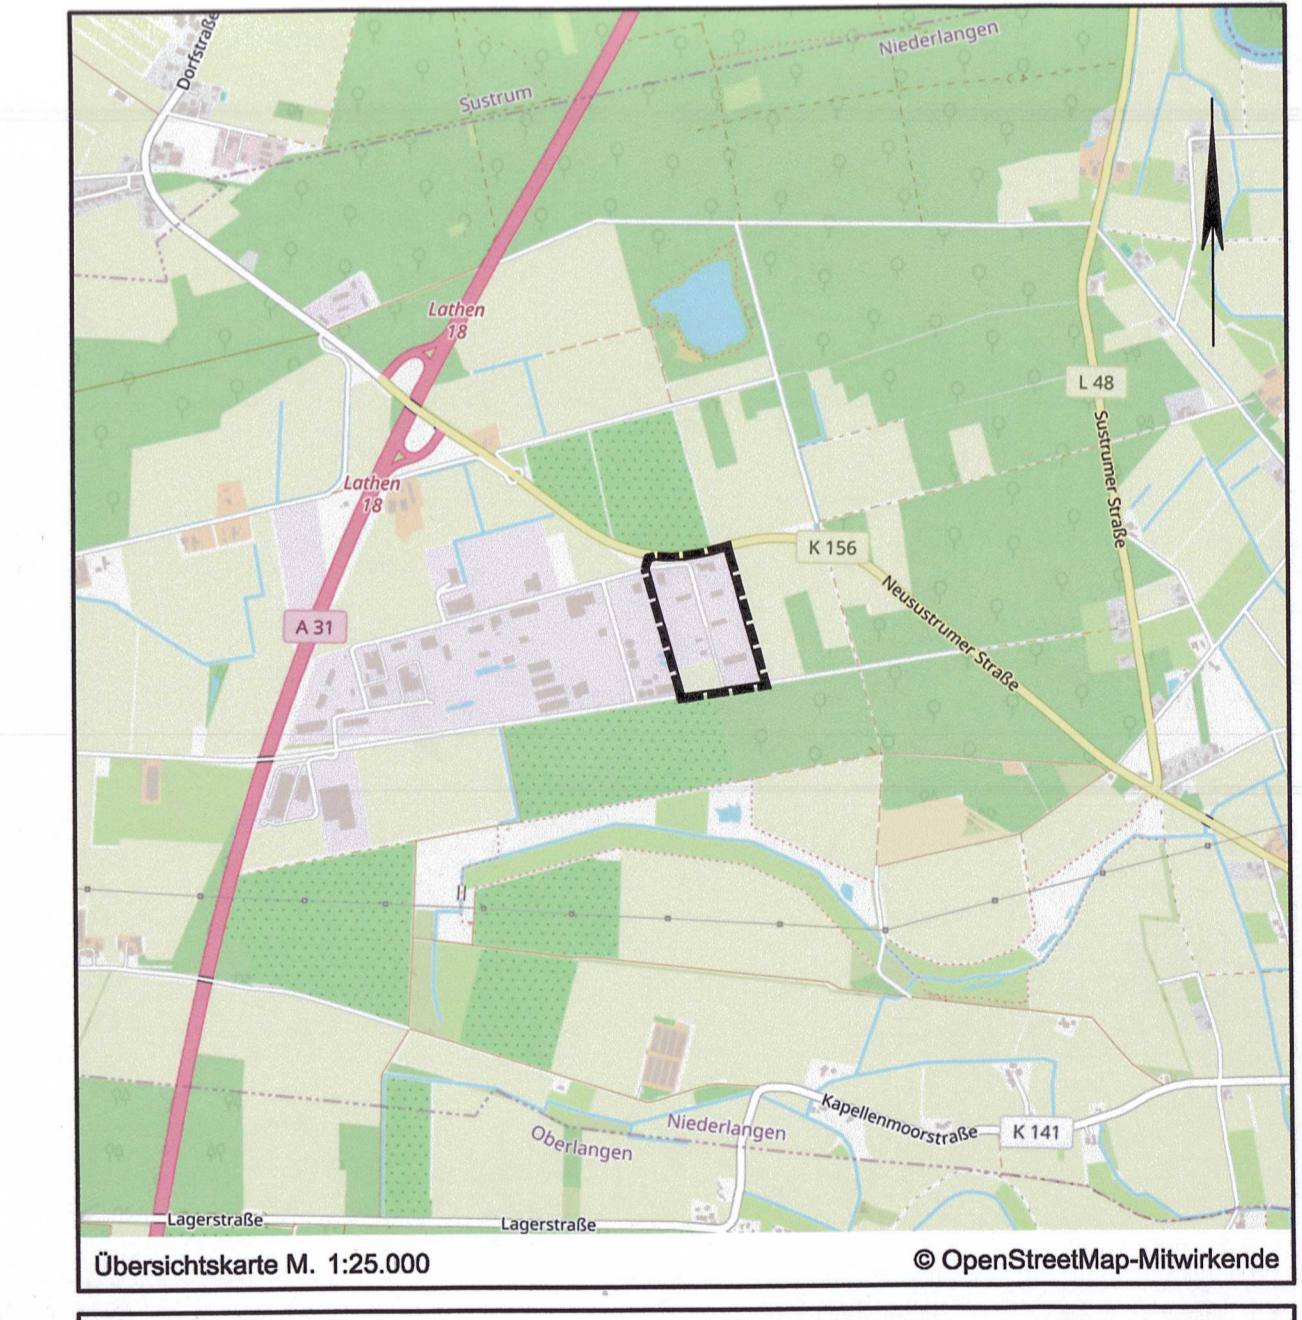 Dorfstraße
Niederlangen
Sustrum
Lathen
18
L 48
Sustrumer Straße
Lathen
18
K 156
Neusustrumer Straße
A 31
Kapellenmoorstraße
Niederlangen
K 141
Oberlangen
Lagerstraße
Lagerstraße
Übersichtskarte M. 1:25.000
© OpenStreetMap-Mitwirkende